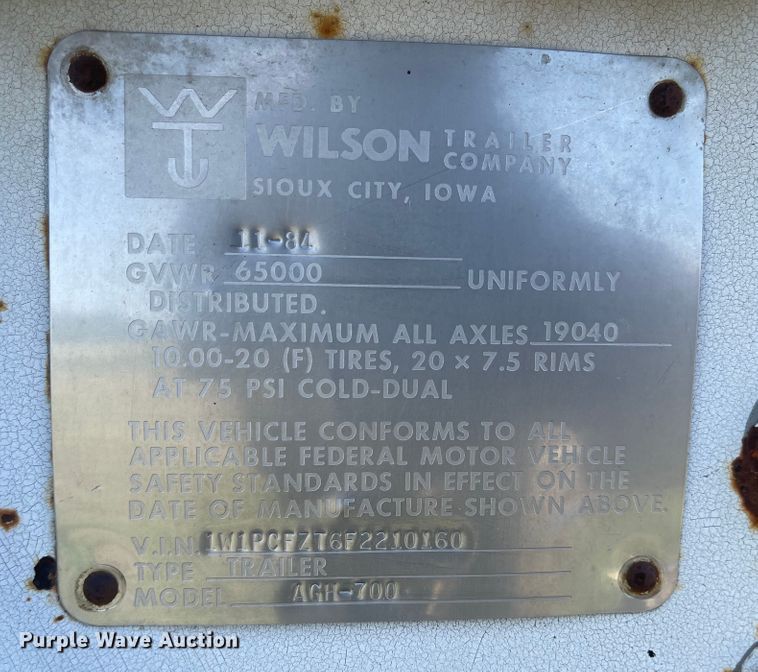 MFD. BY
WILSON TRAILER COMPANY
SIOUX CITY, IOWA
DATE 11-84
GVWR 65000 UNIFORMLY
DISTRIBUTED.
GAWR-MAXIMUM ALL AXLES 19040
10.00-20 (F) TIRES, 20 x 7.5 RIMS
AT 75 PSI COLD-DUAL
THIS VEHICLE CONFORMS TO ALL
APPLICABLE FEDERAL MOTOR VEHICLE
SAFETY STANDARDS IN EFFECT ON THE
DATE OF MANUFACTURE SHOWN ABOVE.
V.I.N. 1W1PCFZT6F2210160
TYPE TRAILER
MODEL AGH-700
Purple Wave Auction